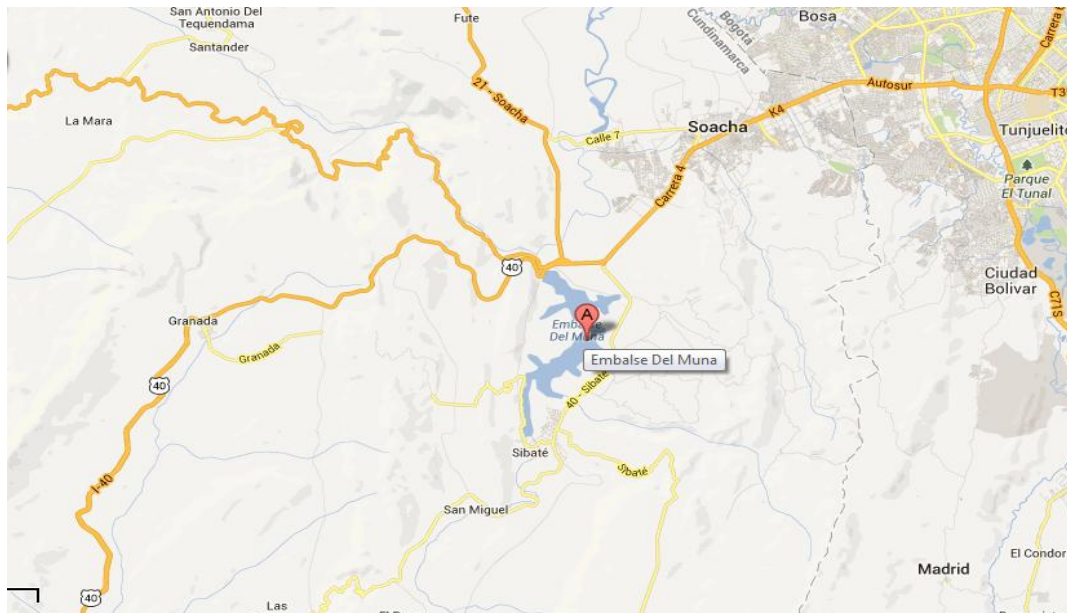 San Antonio Del
Tequendama
Santander
Fute
Bosa
Bogotá
Cundinamarca
Carrera
Autosur
T3
La Mara
21 - Soacha
K4
Calle 7
Soacha
Tunjuelito
Parque
El Tunal
Carrera 4
40
Ciudad
Bolivar
C71S
Granada
Granada
Embalse
Del Muna
A
Embalse Del Muna
40
40 - Sibaté
Sibaté
Sibaté
I-40
San Miguel
40
Madrid
El Condor
Las